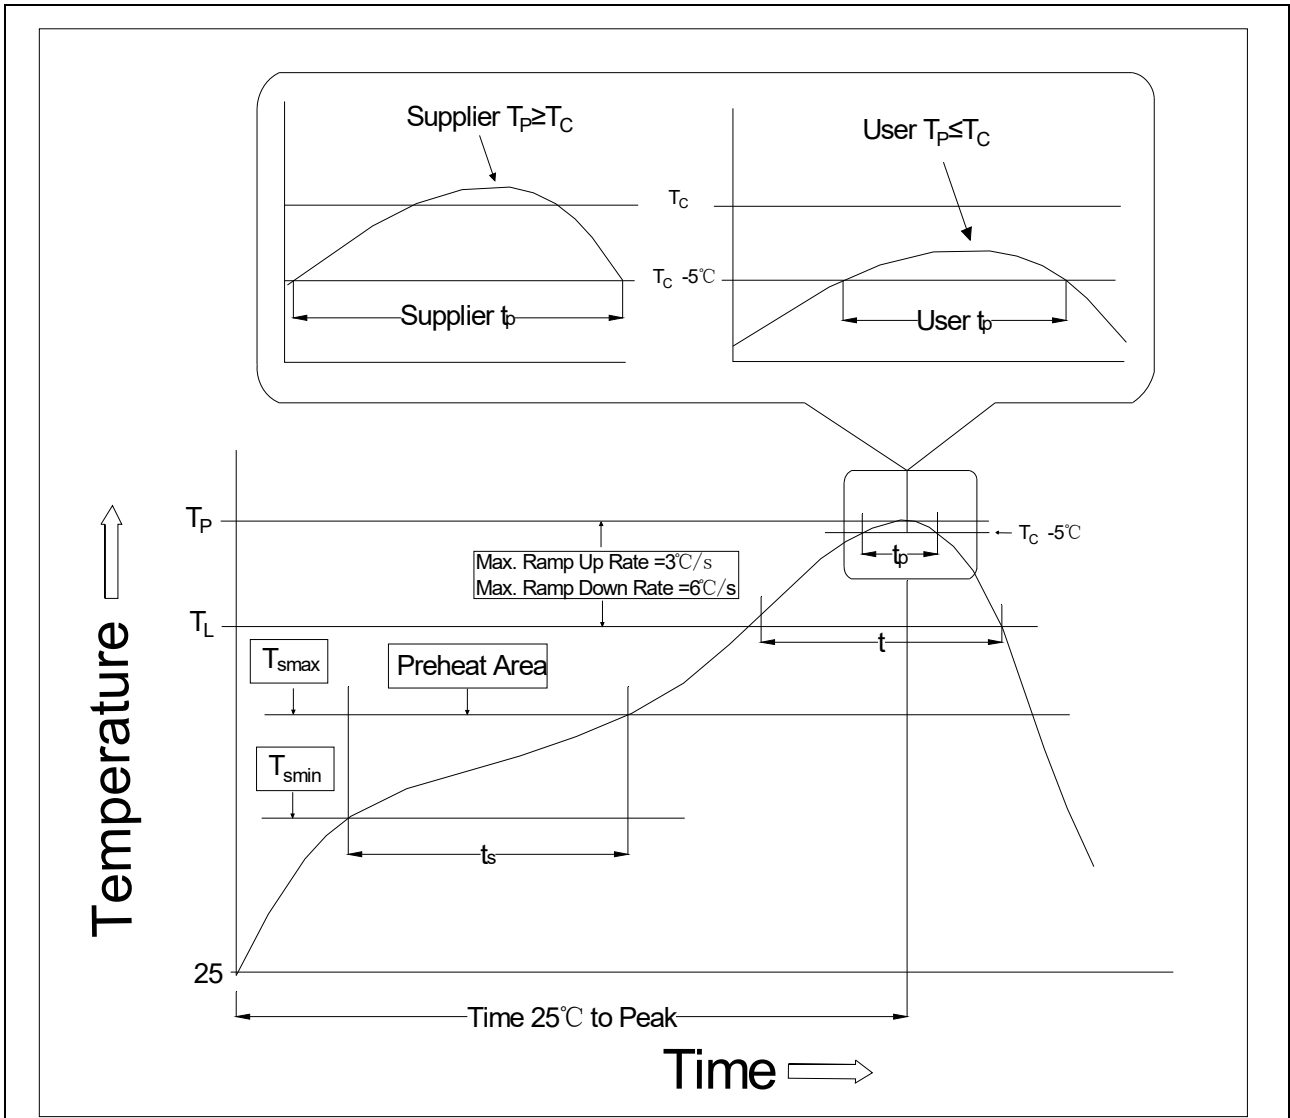 Supplier TP≥TC
User TP≤TC
TC
TC -5℃
Supplier tp
User tp
TP
TC -5℃
tp
Max. Ramp Up Rate =3℃/s
Max. Ramp Down Rate =6℃/s
TL
t
Tsmax
Preheat Area
Tsmin
ts
Temperature
25
Time 25℃ to Peak
Time